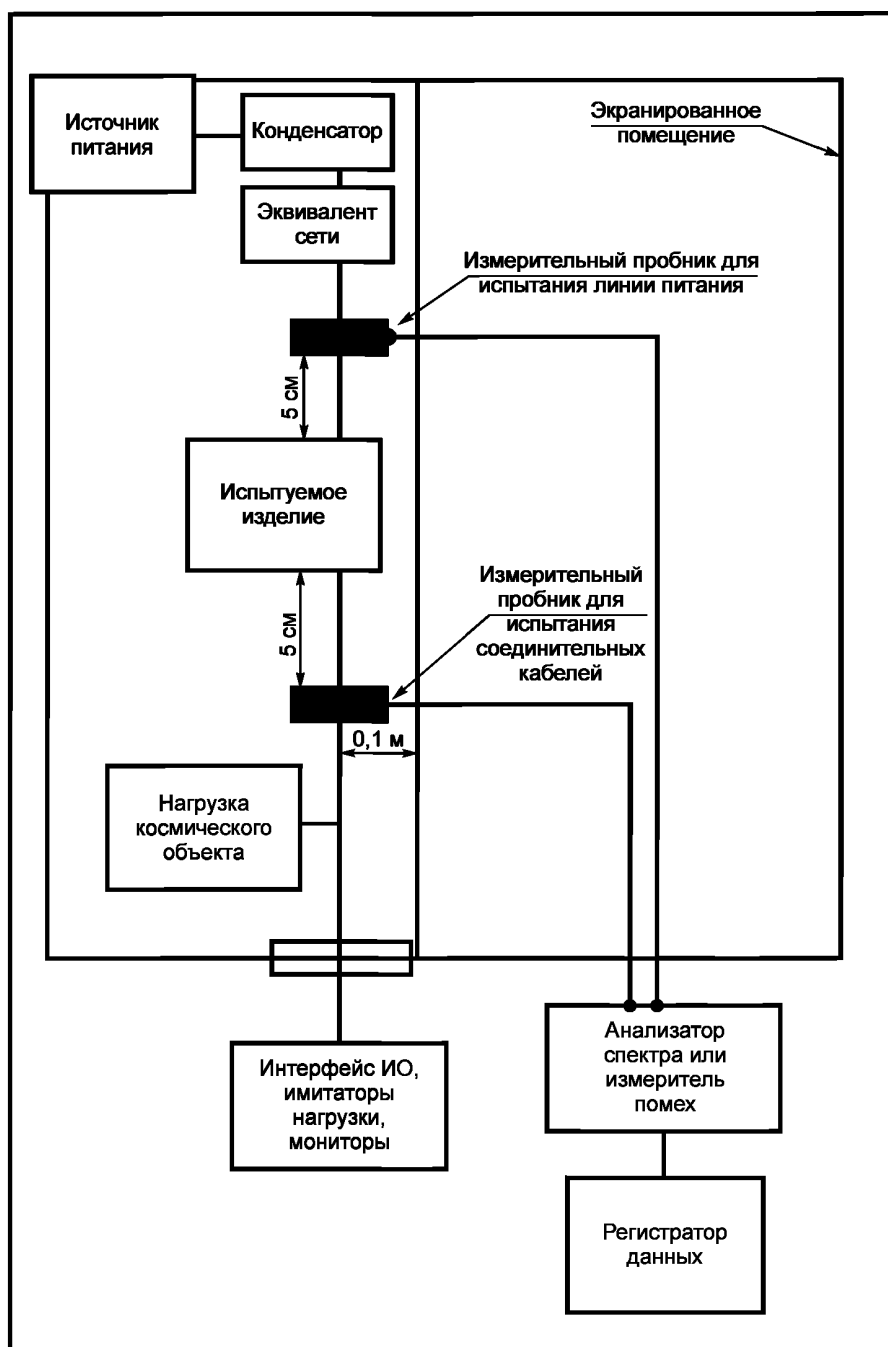 Источник
питания
Конденсатор
Экранированное
помещение
Эквивалент
сети
Измерительный пробник для
испытания линии питания
5 см
Испытуемое
изделие
Измерительный
пробник для
испытания
соединительных
кабелей
5 см
0,1 м
Нагрузка
космического
объекта
Интерфейс ИО,
имитаторы
нагрузки,
мониторы
Анализатор
спектра или
измеритель
помех
Регистратор
данных